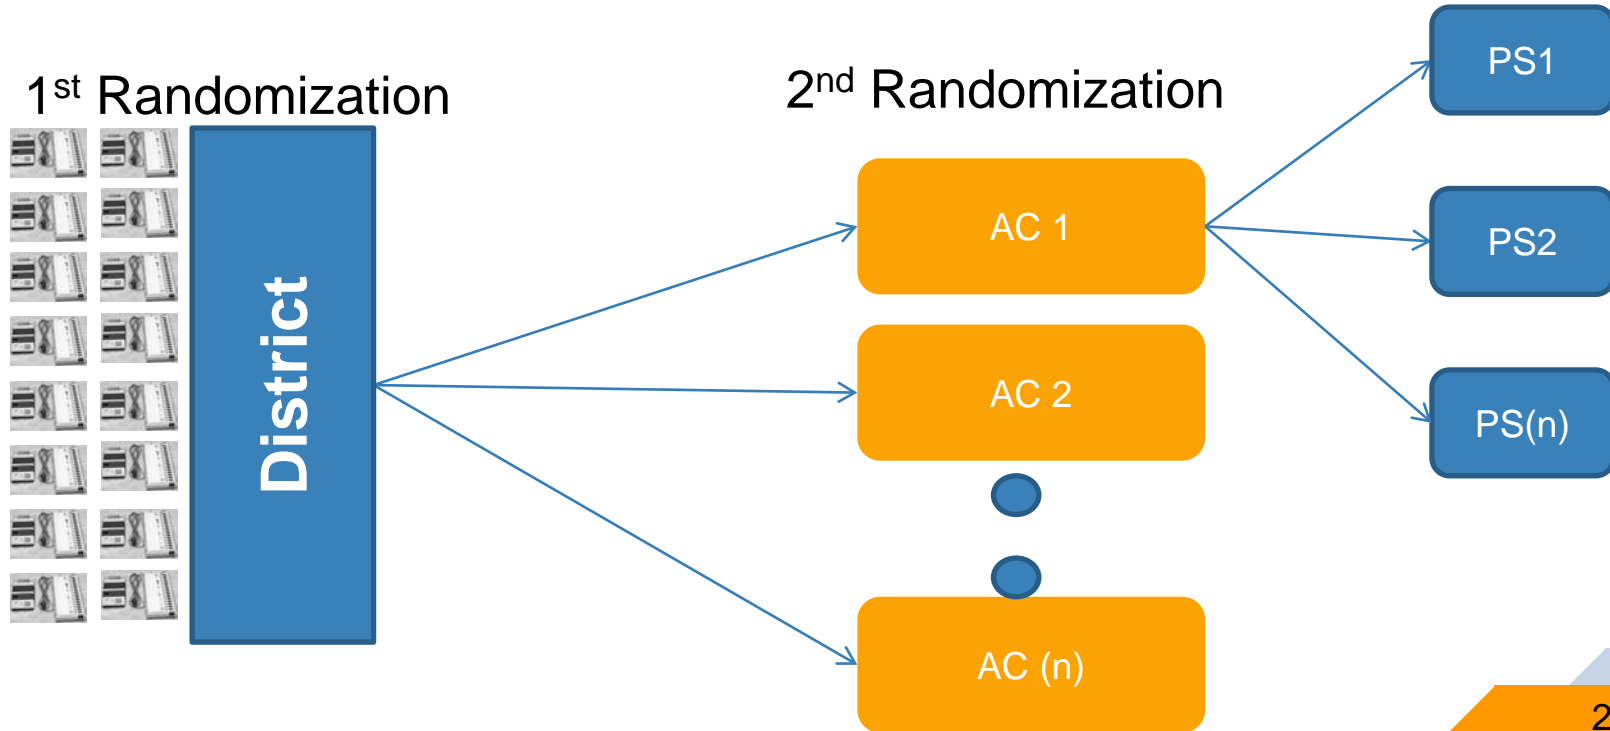 1st Randomization
2nd Randomization
District
AC 1
AC 2
AC (n)
PS1
PS2
PS(n)
2